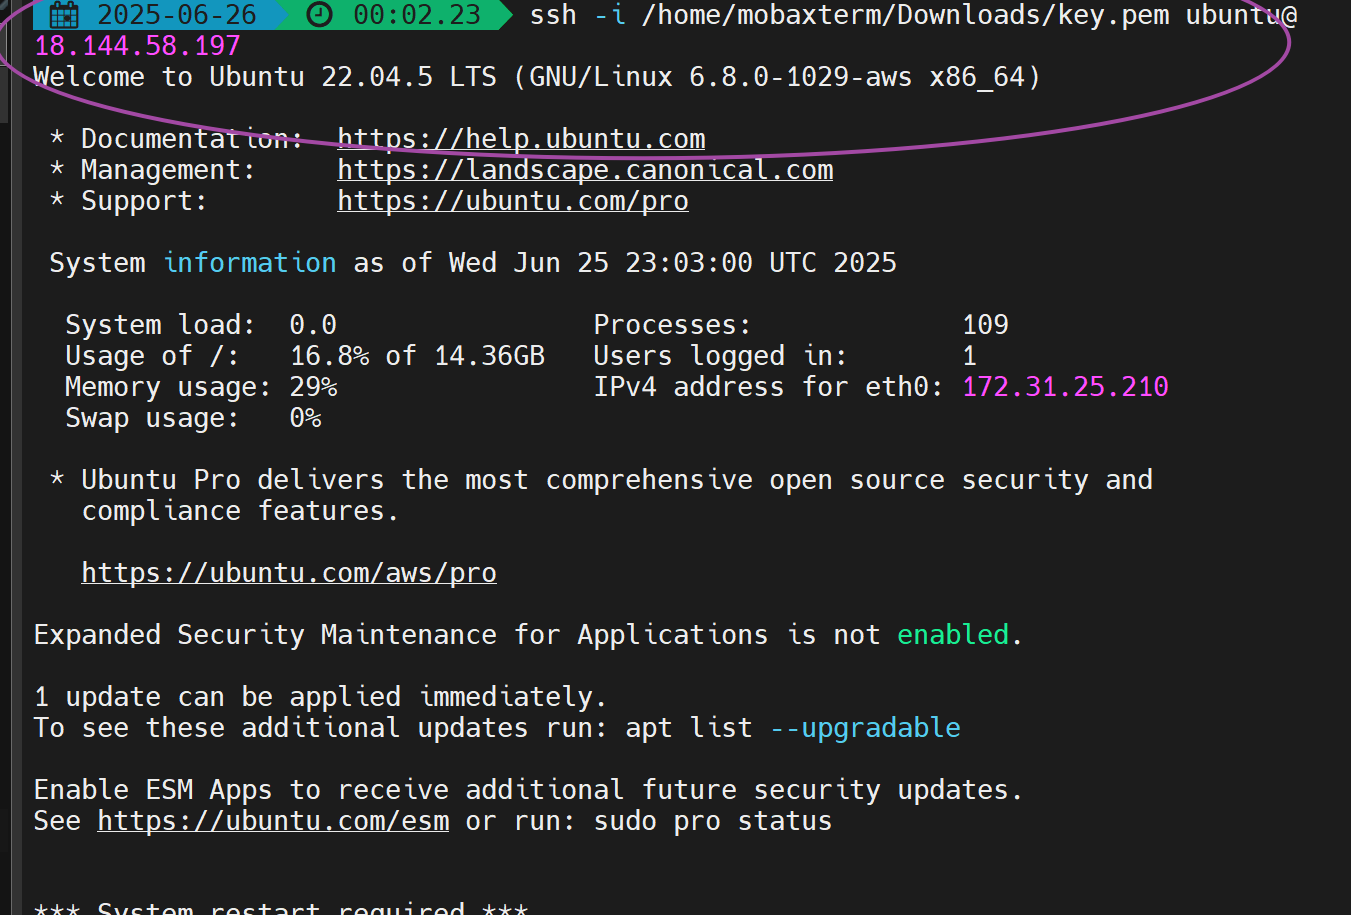 2025-06-26 00:02.23 ssh -i /home/mobaxterm/Downloads/key.pem ubuntu@
18.144.58.197
Welcome to Ubuntu 22.04.5 LTS (GNU/Linux 6.8.0-1029-aws x86_64)
* Documentation: https://help.ubuntu.com
* Management: https://landscape.canonical.com
* Support: https://ubuntu.com/pro
System information as of Wed Jun 25 23:03:00 UTC 2025
System load: 0.0 Processes: 109
Usage of /: 16.8% of 14.36GB Users logged in: 1
Memory usage: 29% IPv4 address for eth0: 172.31.25.210
Swap usage: 0%
* Ubuntu Pro delivers the most comprehensive open source security and
compliance features.
https://ubuntu.com/aws/pro
Expanded Security Maintenance for Applications is not enabled.
1 update can be applied immediately.
To see these additional updates run: apt list --upgradable
Enable ESM Apps to receive additional future security updates.
See https://ubuntu.com/esm or run: sudo pro status
*** System restart required ***